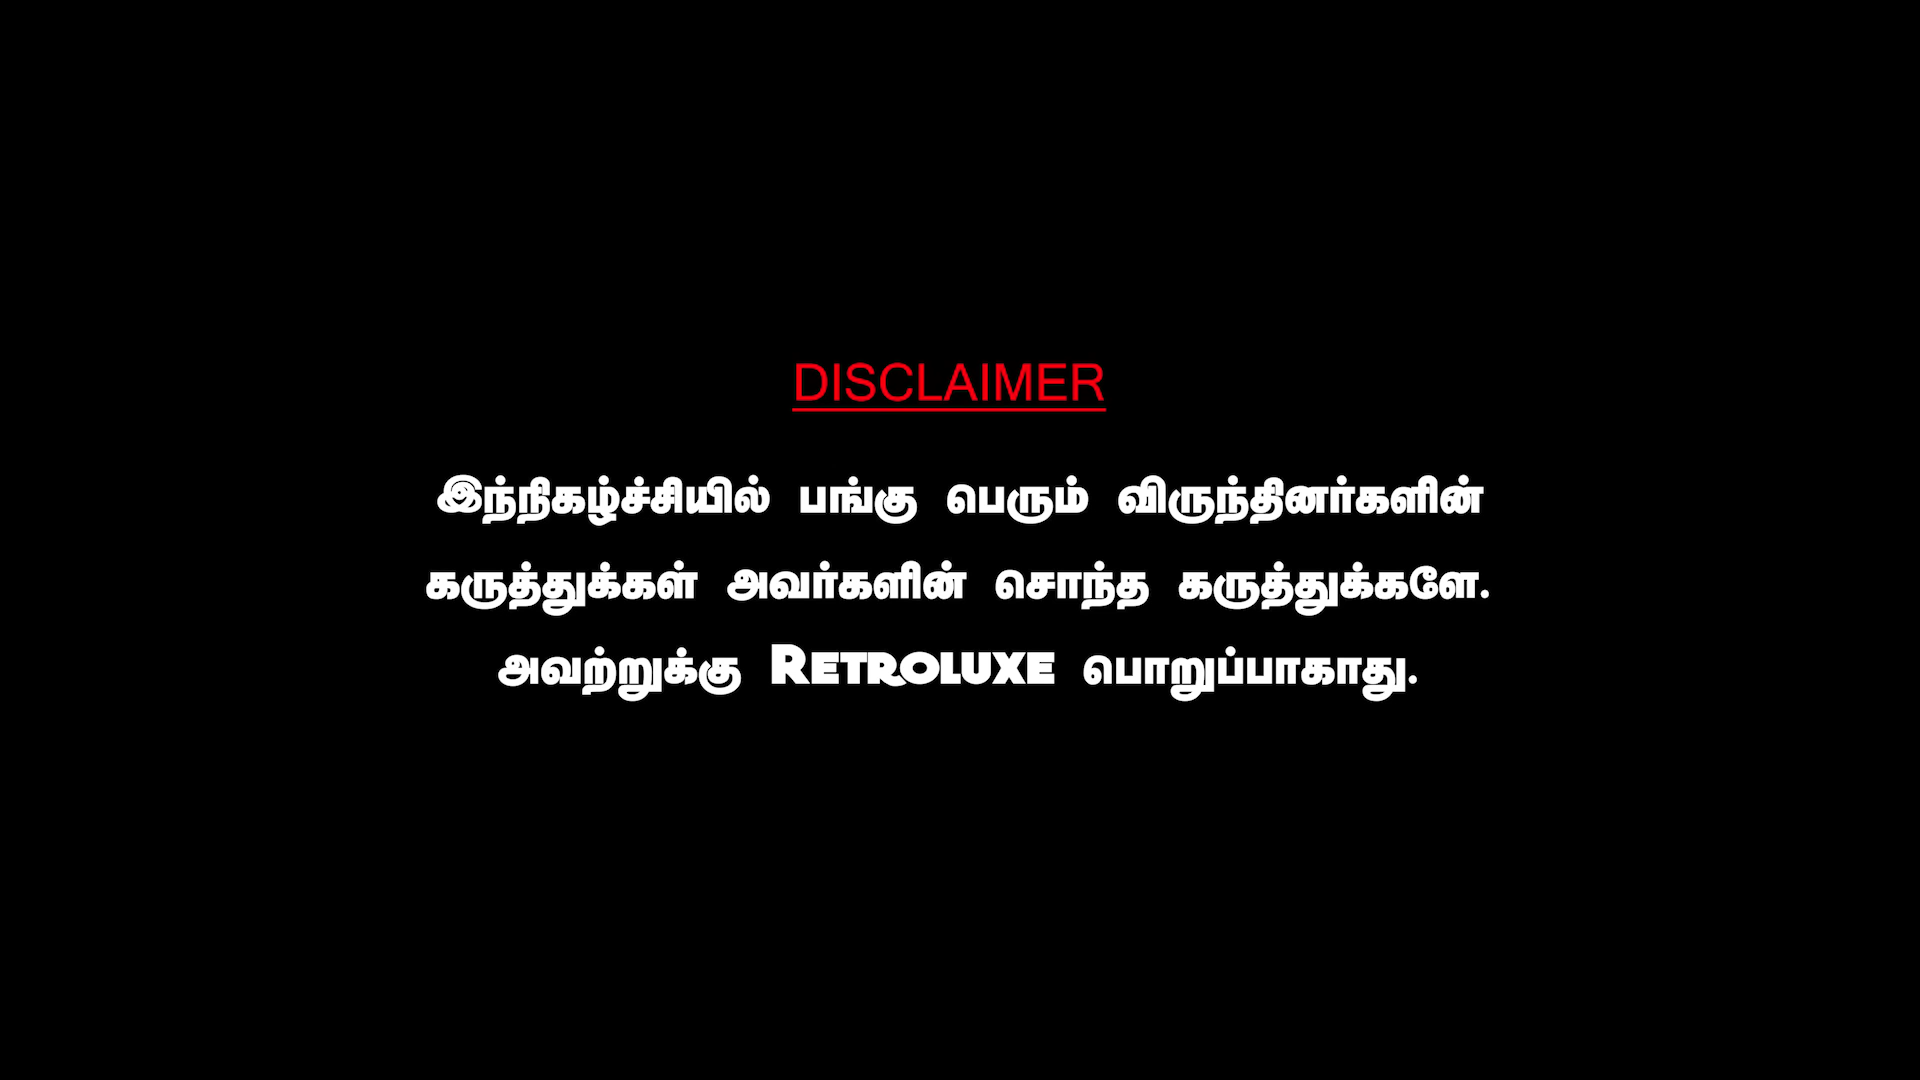 DISCLAIMER
இந்நிகழ்ச்சியில் பங்கு பெரும் விருந்தினர்களின்
கருத்துக்கள் அவர்களின் சொந்த கருத்துக்களே.
அவற்றுக்கு RETROLUXE பொறுப்பாகாது.